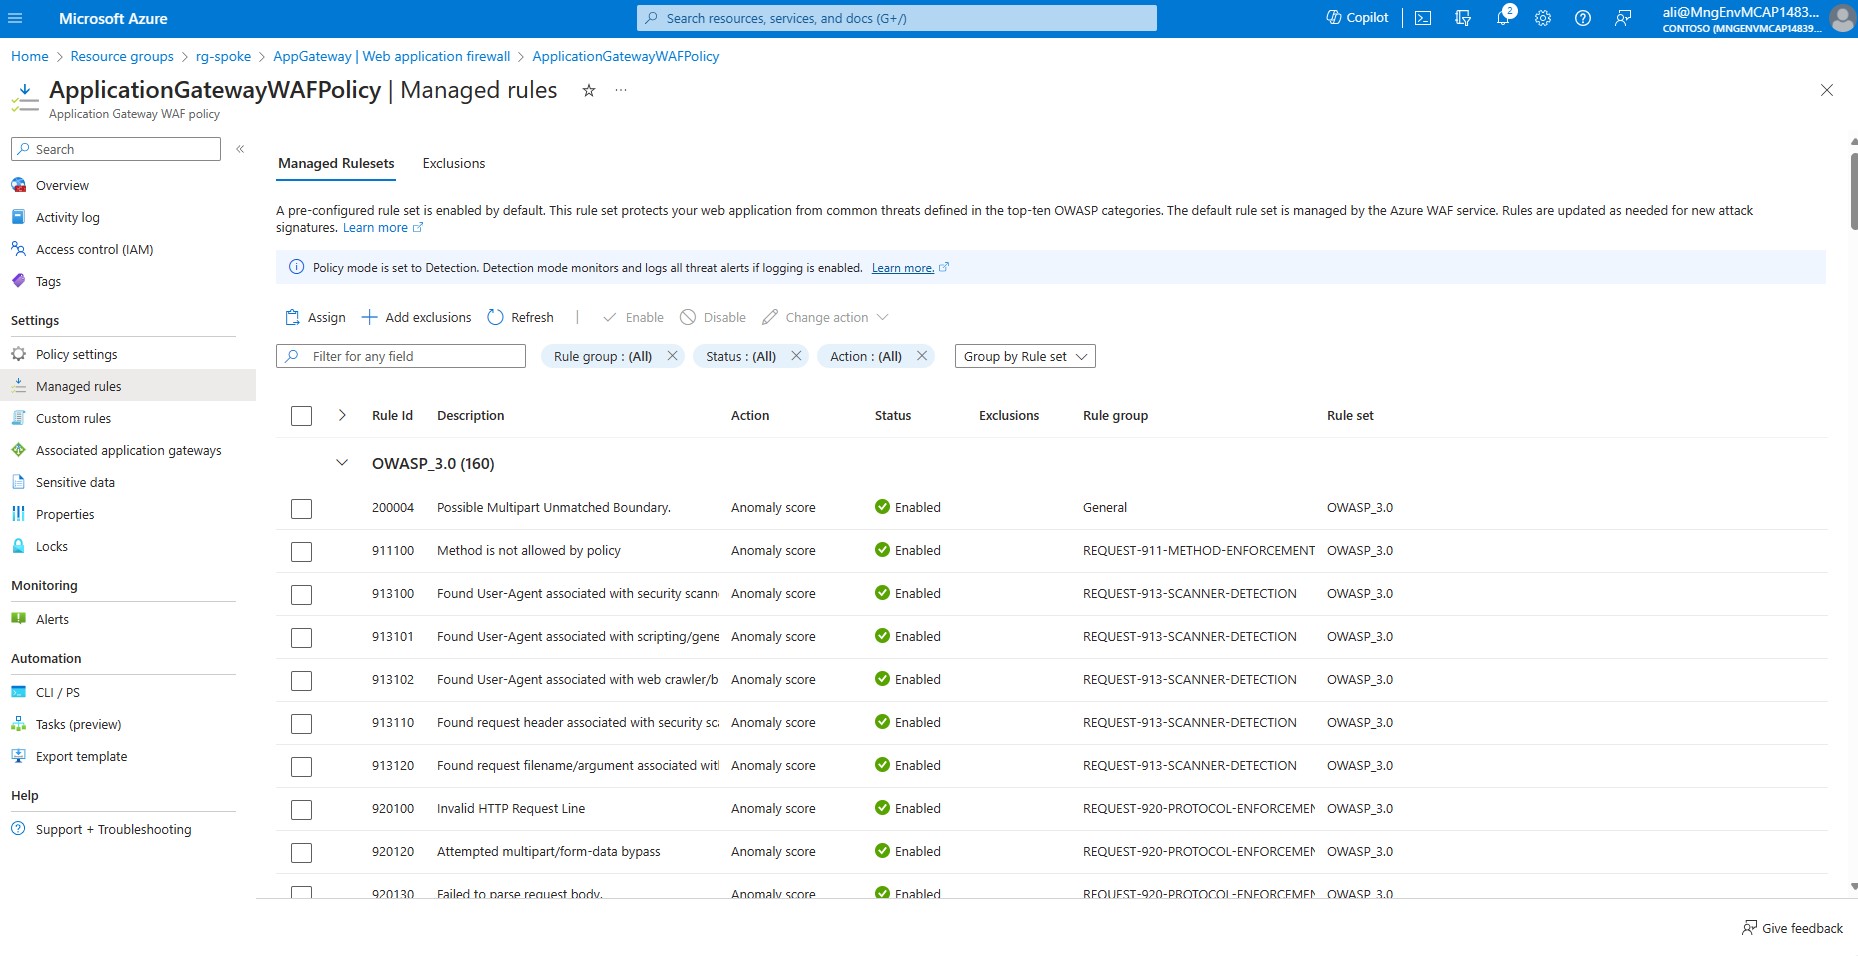 Microsoft Azure
Search resources, services, and docs (G+/)
Copilot
2
ali@MngEnvMCAP1483...
CONTOSO (MNGENVMCAP14839...
Home > Resource groups > rg-spoke > AppGateway | Web application firewall > ApplicationGatewayWAFPolicy
ApplicationGatewayWAFPolicy | Managed rules
Application Gateway WAF policy
Search
Overview
Activity log
Access control (IAM)
Tags
Settings
Policy settings
Managed rules
Custom rules
Associated application gateways
Sensitive data
Properties
Locks
Monitoring
Alerts
Automation
CLI / PS
Tasks (preview)
Export template
Help
Support + Troubleshooting
Managed Rulesets Exclusions
A pre-configured rule set is enabled by default. This rule set protects your web application from common threats defined in the top-ten OWASP categories. The default rule set is managed by the Azure WAF service. Rules are updated as needed for new attack
signatures. Learn more
Policy mode is set to Detection. Detection mode monitors and logs all threat alerts if logging is enabled. Learn more.
Assign Add exclusions Refresh | Enable Disable Change action
Filter for any field Rule group : (All) Status : (All) Action : (All) Group by Rule set
Rule Id Description Action Status Exclusions Rule group Rule set
OWASP_3.0 (160)
200004 Possible Multipart Unmatched Boundary. Anomaly score Enabled General OWASP_3.0
911100 Method is not allowed by policy Anomaly score Enabled REQUEST-911-METHOD-ENFORCEMENT OWASP_3.0
913100 Found User-Agent associated with security scann Anomaly score Enabled REQUEST-913-SCANNER-DETECTION OWASP_3.0
913101 Found User-Agent associated with scripting/gene Anomaly score Enabled REQUEST-913-SCANNER-DETECTION OWASP_3.0
913102 Found User-Agent associated with web crawler/b Anomaly score Enabled REQUEST-913-SCANNER-DETECTION OWASP_3.0
913110 Found request header associated with security sca Anomaly score Enabled REQUEST-913-SCANNER-DETECTION OWASP_3.0
913120 Found request filename/argument associated wit Anomaly score Enabled REQUEST-913-SCANNER-DETECTION OWASP_3.0
920100 Invalid HTTP Request Line Anomaly score Enabled REQUEST-920-PROTOCOL-ENFORCEMEN OWASP_3.0
920120 Attempted multipart/form-data bypass Anomaly score Enabled REQUEST-920-PROTOCOL-ENFORCEMEN OWASP_3.0
920130 Failed to parse request body. Anomaly score Enabled REQUEST-920-PROTOCOL-ENFORCEMEN OWASP_3.0
Give feedback